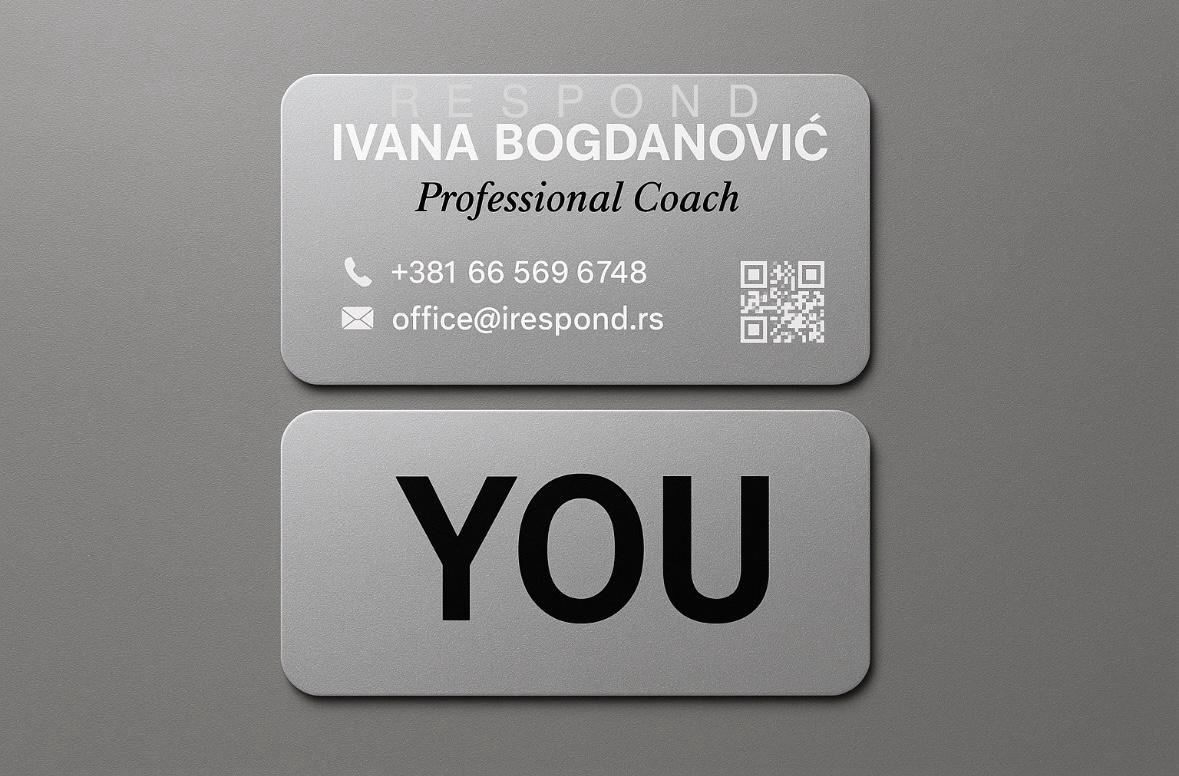 RESPOND
IVANA BOGDANOVIĆ
Professional Coach
+381 66 569 6748
office@irespond.rs
YOU